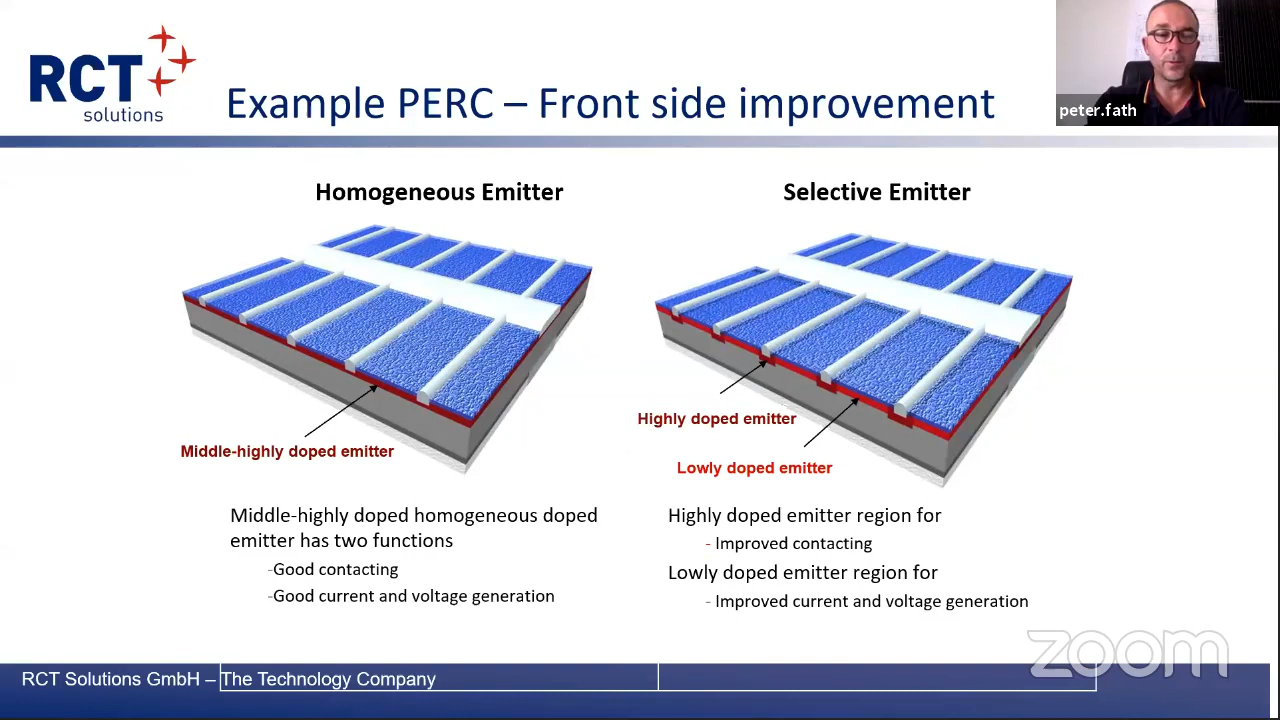 RCT
solutions
Example PERC – Front side improvement
peter.fath
Homogeneous Emitter
Middle-highly doped emitter
Middle-highly doped homogeneous doped
emitter has two functions
-Good contacting
-Good current and voltage generation
Selective Emitter
Highly doped emitter
Lowly doped emitter
Highly doped emitter region for
- Improved contacting
Lowly doped emitter region for
- Improved current and voltage generation
zoom
RCT Solutions GmbH – The Technology Company